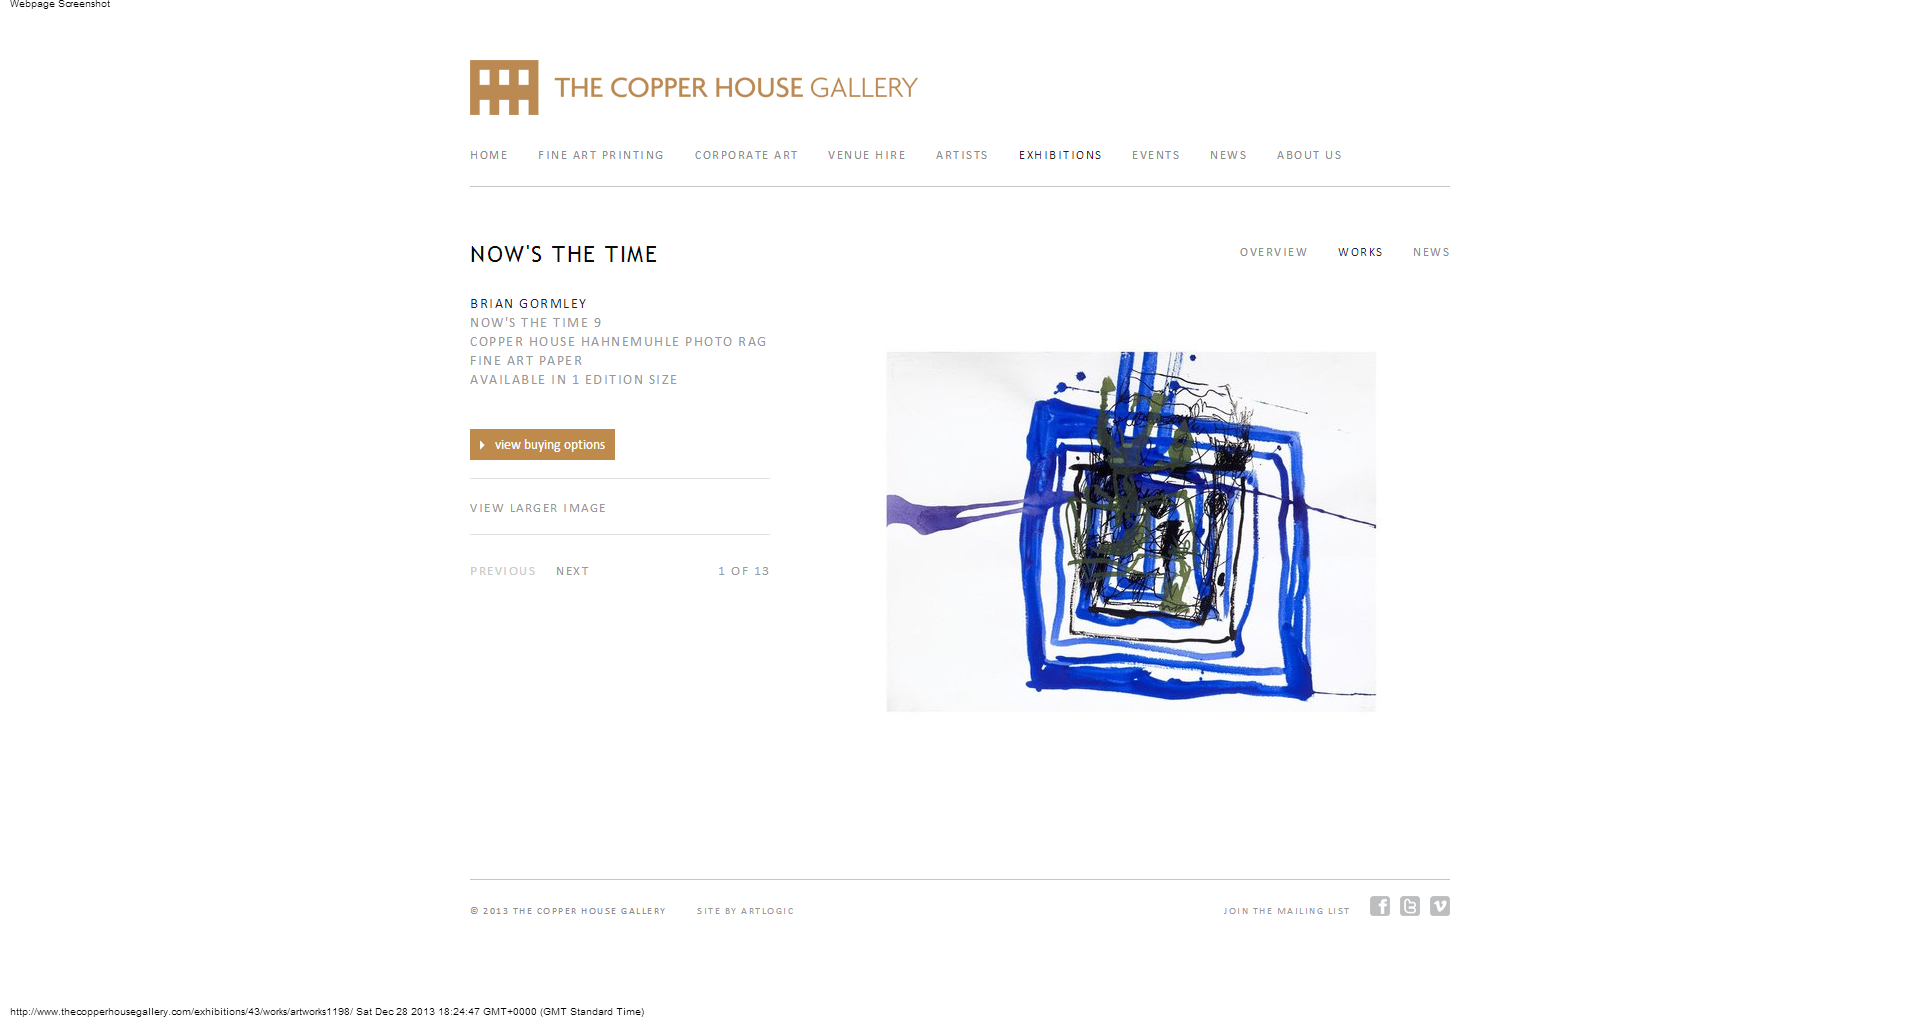 Webpage Screenshot
THE COPPER HOUSE GALLERY
HOME FINE ART PRINTING CORPORATE ART VENUE HIRE ARTISTS EXHIBITIONS EVENTS NEWS ABOUT US
NOW'S THE TIME
OVERVIEW WORKS NEWS
BRIAN GORMLEY
NOW'S THE TIME 9
COPPER HOUSE HAHNEMUHLE PHOTO RAG
FINE ART PAPER
AVAILABLE IN 1 EDITION SIZE
view buying options
VIEW LARGER IMAGE
PREVIOUS NEXT 1 OF 13
© 2013 THE COPPER HOUSE GALLERY SITE BY ARTLOGIC JOIN THE MAILING LIST
http://www.thecopperhousegallery.com/exhibitions/43/works/artworks1198/ Sat Dec 28 2013 18:24:47 GMT+0000 (GMT Standard Time)